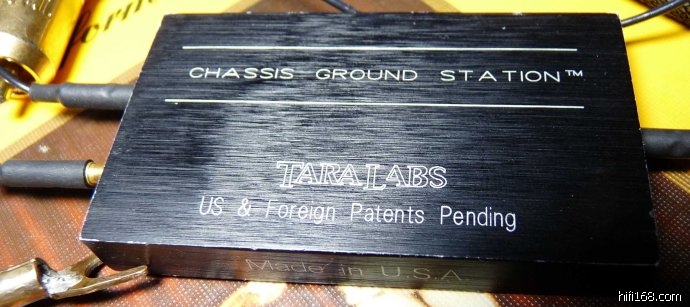 CHASSIS GROUND STATION™
TARA LABS
US & Foreign Patents Pending
Made in U.S.A
hifi168.com